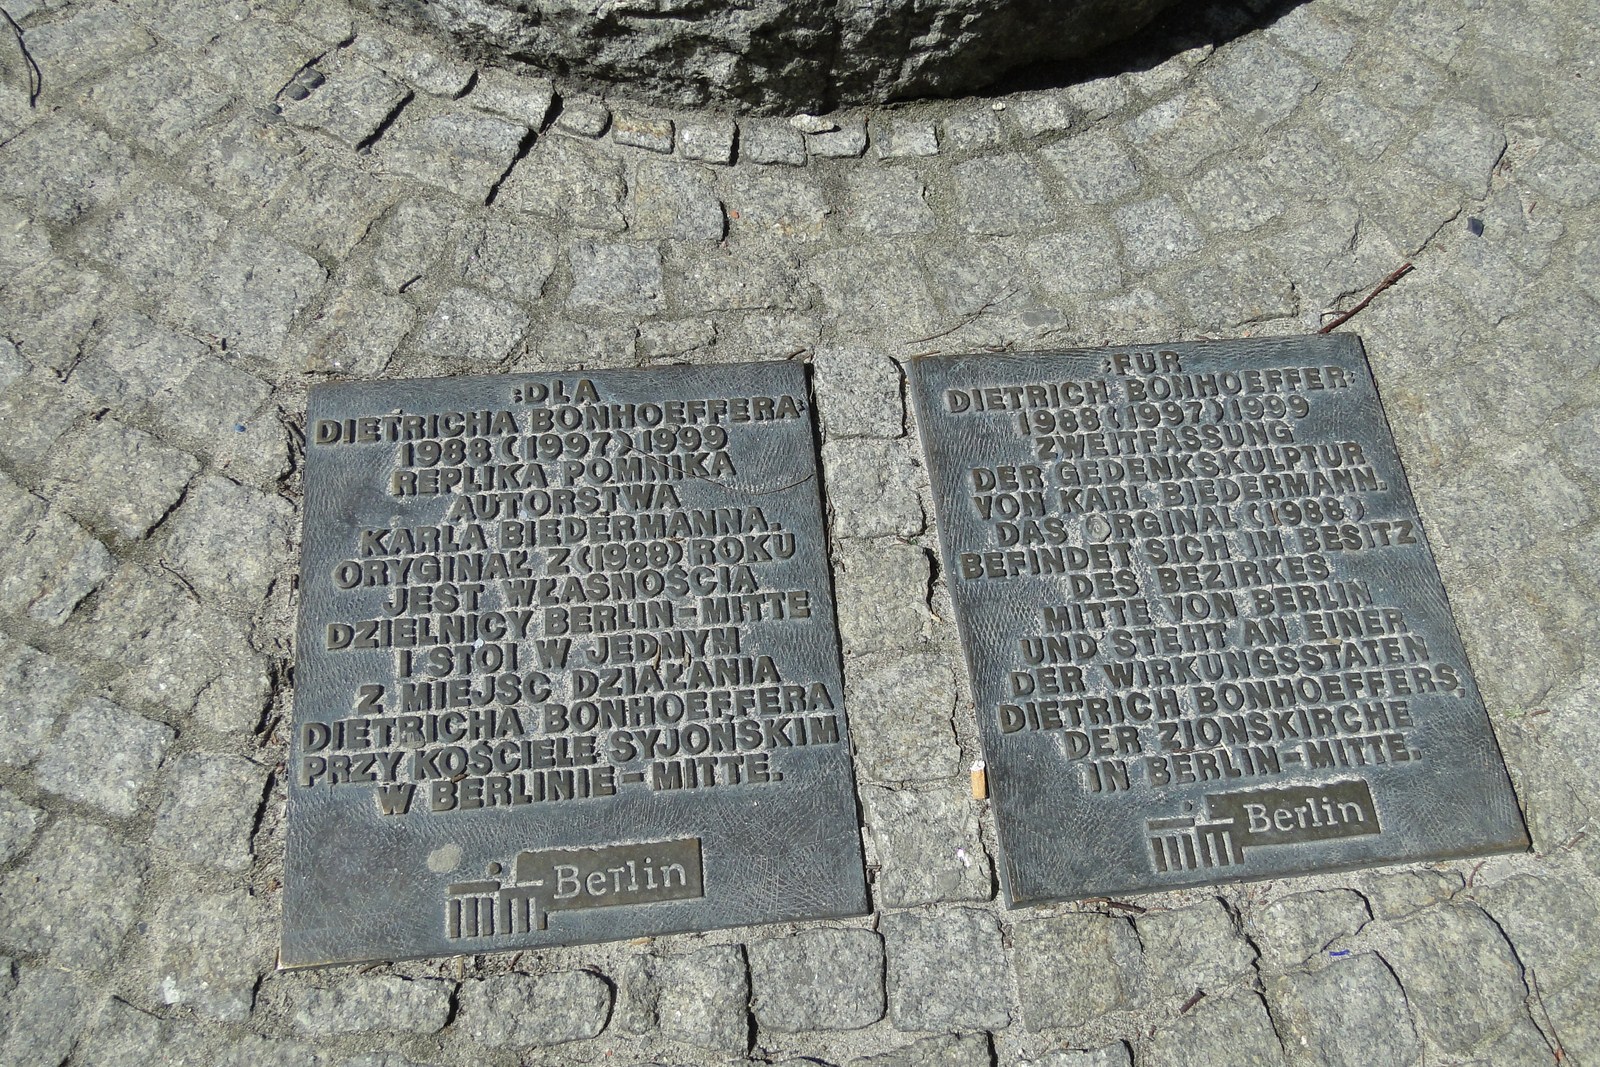 :DLA
DIETRICHA BONHOEFFERA:
1988(1997)1999
REPLIKA POMNIKA
AUTORSTWA
KARLA BIEDERMANNA.
ORYGINAŁ Z (1988) ROKU
JEST WŁASNOŚCIĄ
DZIELNICY BERLIN-MITTE
I STOI W JEDNYM
Z MIEJSC DZIAŁANIA
DIETRICHA BONHOEFFERA
PRZY KOŚCIELE SYJOŃSKIM
W BERLINIE-MITTE.
Berlin
:FÜR
DIETRICH BONHOEFFER:
1988(1997)1999
ZWEITFASSUNG
DER GEDENKSKULPTUR
VON KARL BIEDERMANN.
DAS ORGINAL (1988)
BEFINDET SICH IM BESITZ
DES BEZIRKES
MITTE VON BERLIN
UND STEHT AN EINER
DER WIRKUNGSSTÄTEN
DIETRICH BONHOEFFERS,
DER ZIONSKIRCHE
IN BERLIN-MITTE.
Berlin